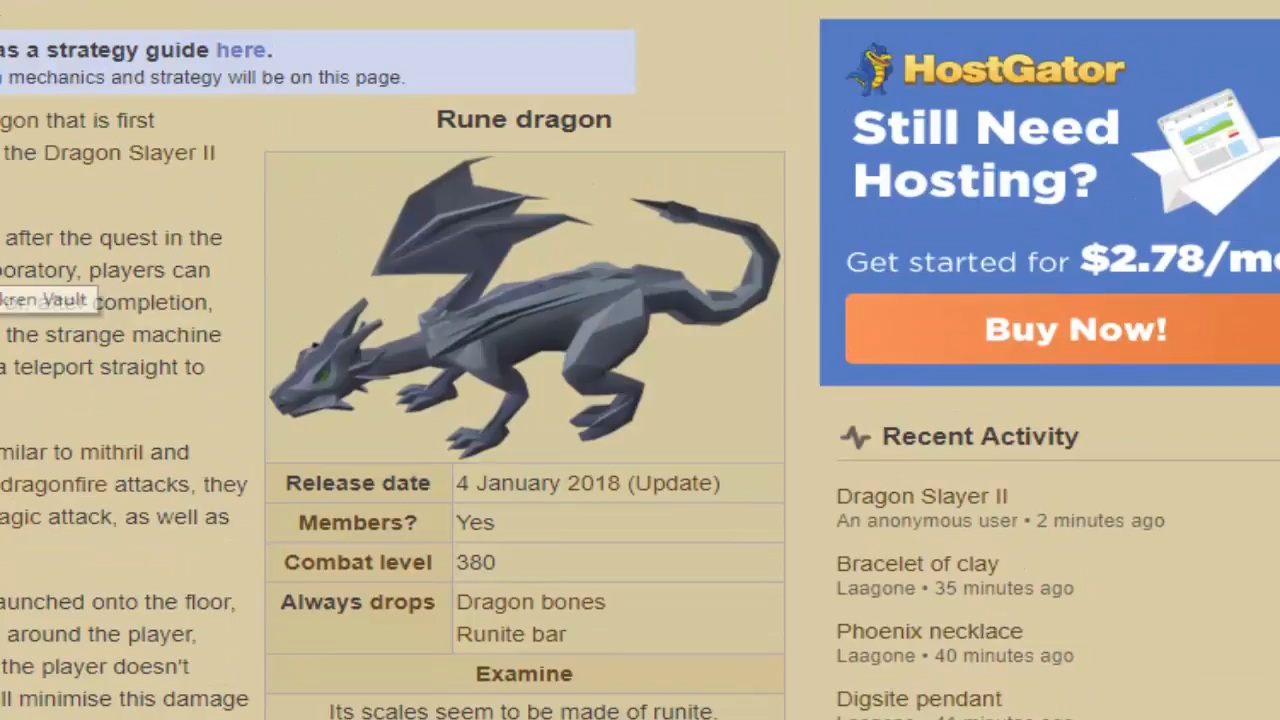 as a strategy guide here.
mechanics and strategy will be on this page.
gon that is first
the Dragon Slayer II
after the quest in the
boratory, players can
kren Vault
completion,
the strange machine
a teleport straight to
milar to mithril and
dragonfire attacks, they
agic attack, as well as
aunched onto the floor,
around the player,
the player doesn't
ll minimise this damage
Rune dragon
Release date 4 January 2018 (Update)
Members? Yes
Combat level 380
Always drops Dragon bones
Runite bar
Examine
Its scales seem to be made of runite.
HostGator
Still Need
Hosting?
Get started for $2.78/mo
Buy Now!
Recent Activity
Dragon Slayer II
An anonymous user • 2 minutes ago
Bracelet of clay
Laagone • 35 minutes ago
Phoenix necklace
Laagone • 40 minutes ago
Digsite pendant